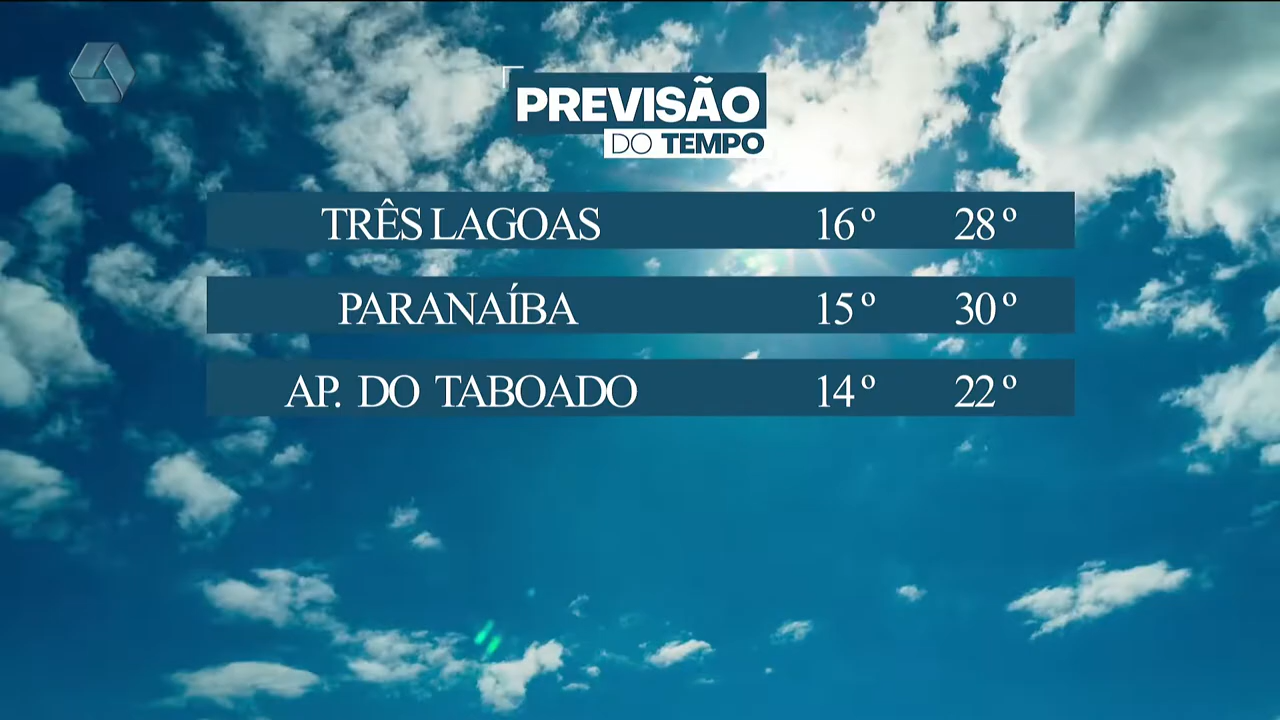 PREVISÃO
DO TEMPO
TRÊS LAGOAS 16º 28º
PARANAÍBA 15º 30º
AP. DO TABOADO 14º 22º